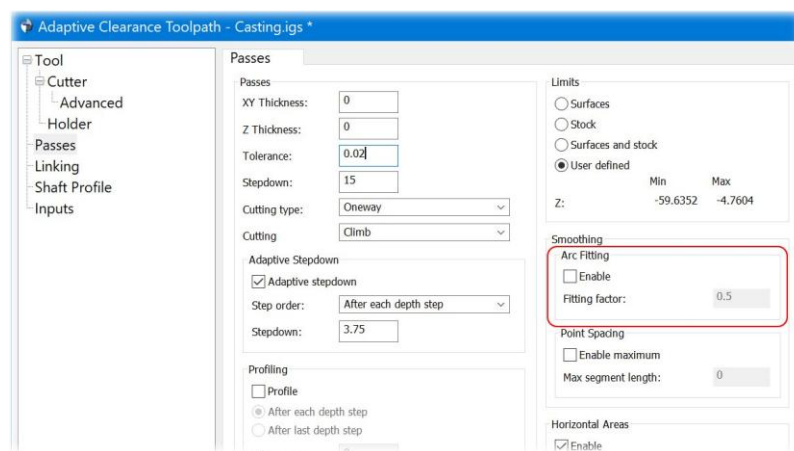 Adaptive Clearance Toolpath - Casting.igs *
Tool
Cutter
Advanced
Holder
Passes
Linking
Shaft Profile
Inputs
Passes
Passes
XY Thickness: 0
Z Thickness: 0
Tolerance: 0.02
Stepdown: 15
Cutting type: Oneway
Cutting Climb
Adaptive Stepdown
Adaptive stepdown
Step order: After each depth step
Stepdown: 3.75
Profiling
Profile
After each depth step
After last depth step
Limits
Surfaces
Stock
Surfaces and stock
User defined
Min Max
Z: -59.6352 -4.7604
Smoothing
Arc Fitting
Enable
Fitting factor: 0.5
Point Spacing
Enable maximum
Max segment length: 0
Horizontal Areas
Enable